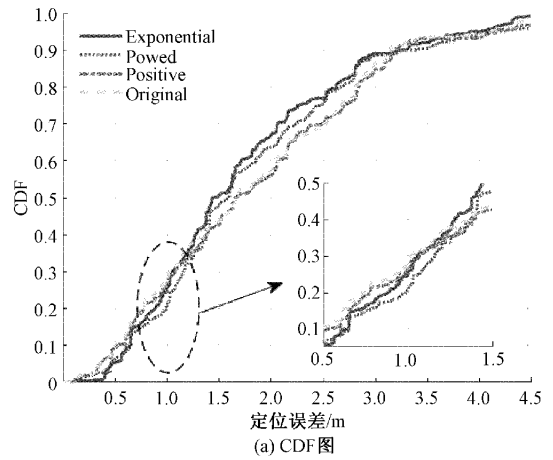 1.0
0.9
0.8
0.7
0.6
0.5
0.4
0.3
0.2
0.1
0
CDF
Exponential
Powed
Positive
Original
0.5
0.4
0.3
0.2
0.1
0.5 1.0 1.5
0.5 1.0 1.5 2.0 2.5 3.0 3.5 4.0 4.5
定位误差/m
(a) CDF图